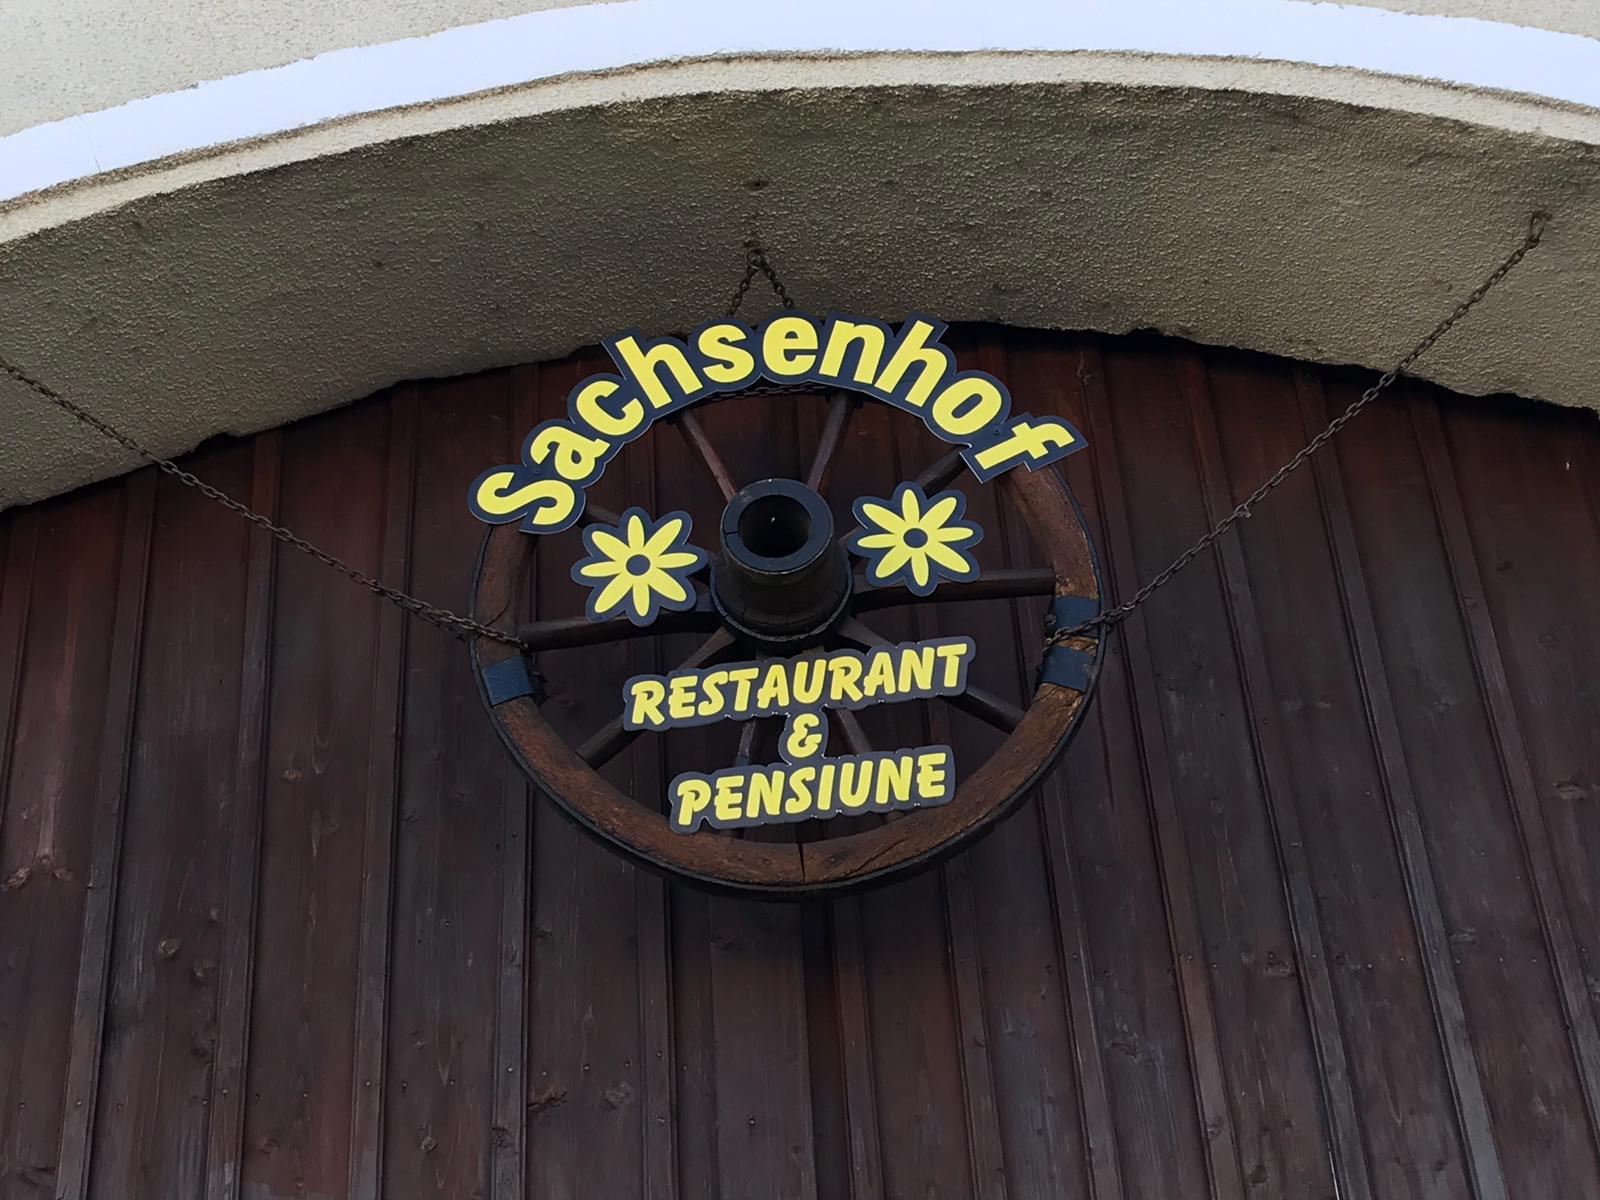 Sachsenhof
RESTAURANT
&
PENSIUNE